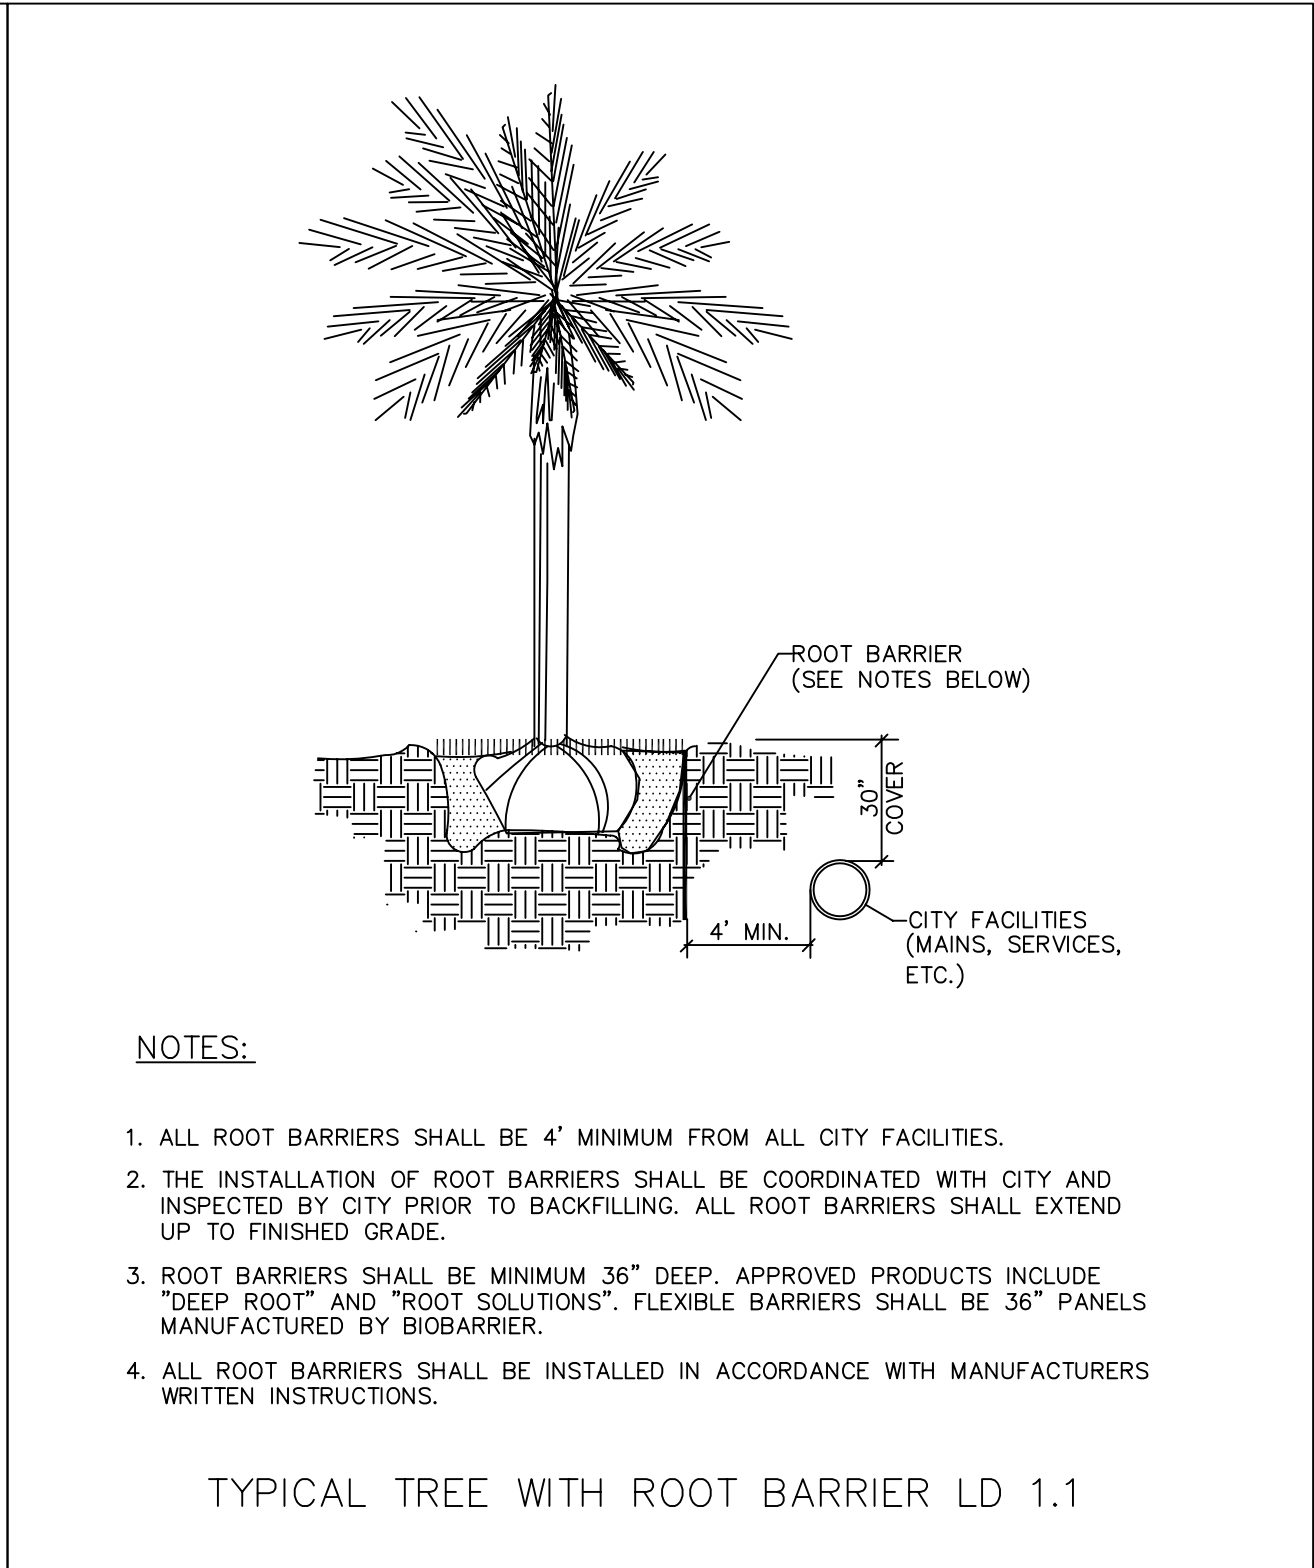 ROOT BARRIER
(SEE NOTES BELOW)
30"
COVER
4' MIN.
CITY FACILITIES
(MAINS, SERVICES,
ETC.)
NOTES:
1. ALL ROOT BARRIERS SHALL BE 4' MINIMUM FROM ALL CITY FACILITIES.
2. THE INSTALLATION OF ROOT BARRIERS SHALL BE COORDINATED WITH CITY AND
INSPECTED BY CITY PRIOR TO BACKFILLING. ALL ROOT BARRIERS SHALL EXTEND
UP TO FINISHED GRADE.
3. ROOT BARRIERS SHALL BE MINIMUM 36" DEEP. APPROVED PRODUCTS INCLUDE
"DEEP ROOT" AND "ROOT SOLUTIONS". FLEXIBLE BARRIERS SHALL BE 36" PANELS
MANUFACTURED BY BIOBARRIER.
4. ALL ROOT BARRIERS SHALL BE INSTALLED IN ACCORDANCE WITH MANUFACTURERS
WRITTEN INSTRUCTIONS.
TYPICAL TREE WITH ROOT BARRIER LD 1.1